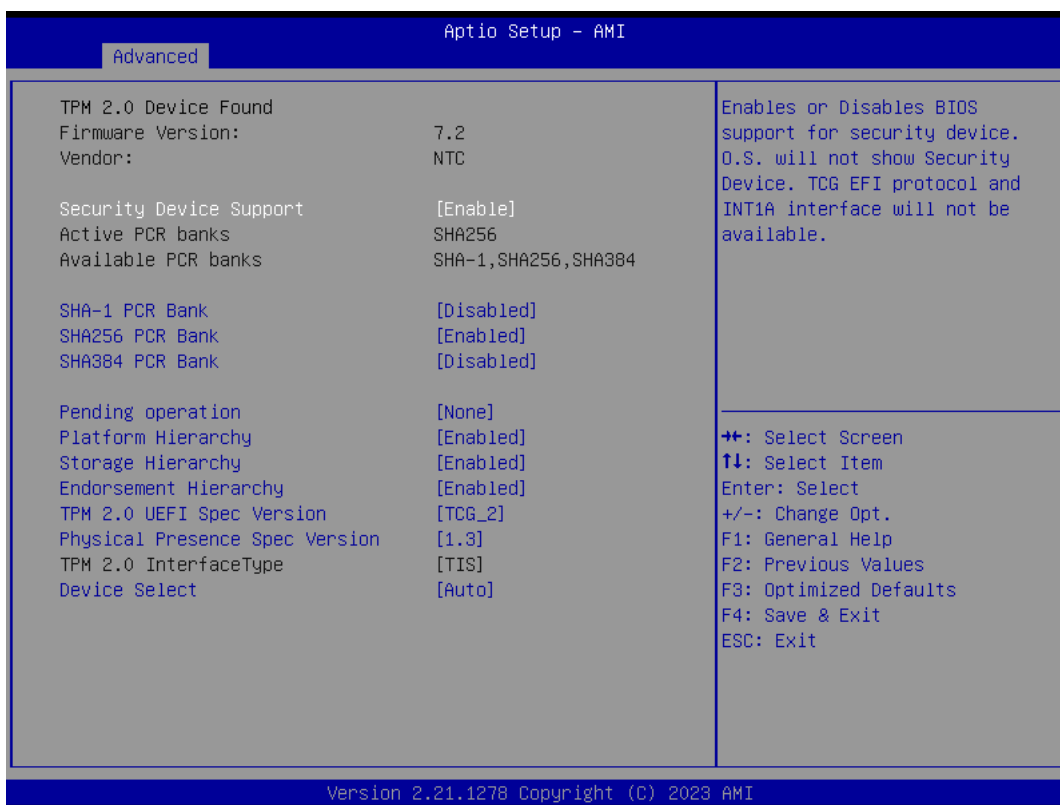 Aptio Setup – AMI
Advanced
TPM 2.0 Device Found
Firmware Version: 7.2
Vendor: NTC
Security Device Support [Enable]
Active PCR banks SHA256
Available PCR banks SHA-1,SHA256,SHA384
SHA-1 PCR Bank [Disabled]
SHA256 PCR Bank [Enabled]
SHA384 PCR Bank [Disabled]
Pending operation [None]
Platform Hierarchy [Enabled]
Storage Hierarchy [Enabled]
Endorsement Hierarchy [Enabled]
TPM 2.0 UEFI Spec Version [TCG_2]
Physical Presence Spec Version [1.3]
TPM 2.0 InterfaceType [TIS]
Device Select [Auto]
Enables or Disables BIOS
support for security device.
O.S. will not show Security
Device. TCG EFI protocol and
INT1A interface will not be
available.
→←: Select Screen
↑↓: Select Item
Enter: Select
+/-: Change Opt.
F1: General Help
F2: Previous Values
F3: Optimized Defaults
F4: Save & Exit
ESC: Exit
Version 2.21.1278 Copyright (C) 2023 AMI